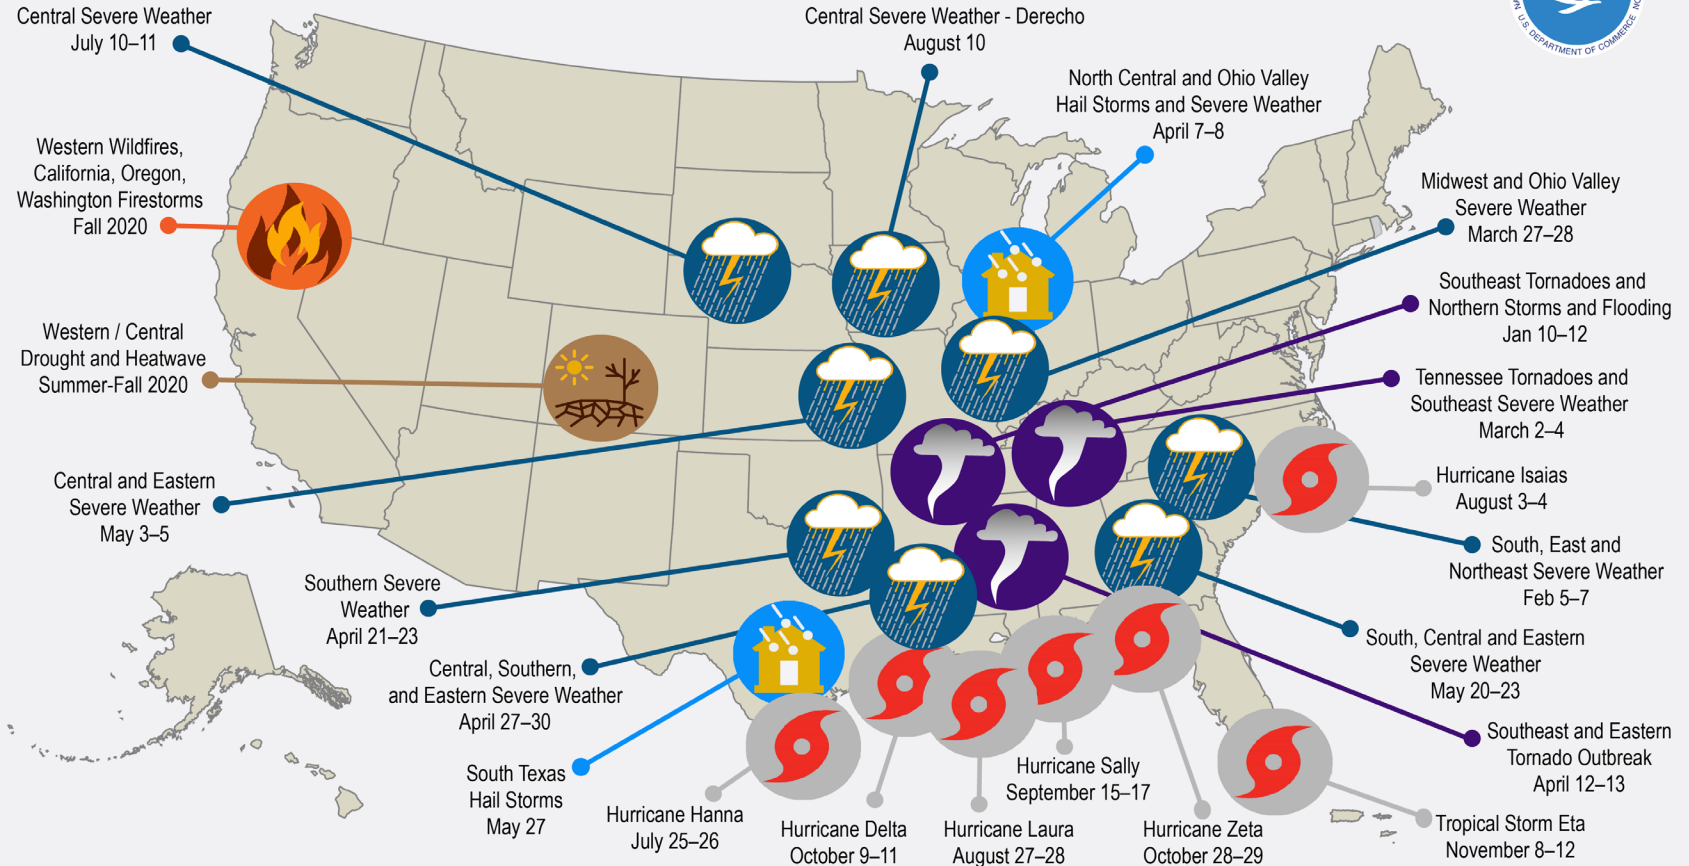 Central Severe Weather
July 10–11
Central Severe Weather - Derecho
August 10
U.S. DEPARTMENT OF COMMERCE
North Central and Ohio Valley
Hail Storms and Severe Weather
April 7–8
Western Wildfires,
California, Oregon,
Washington Firestorms
Fall 2020
Midwest and Ohio Valley
Severe Weather
March 27–28
Southeast Tornadoes and
Northern Storms and Flooding
Jan 10–12
Western / Central
Drought and Heatwave
Summer-Fall 2020
Tennessee Tornadoes and
Southeast Severe Weather
March 2–4
Central and Eastern
Severe Weather
May 3–5
Hurricane Isaias
August 3–4
South, East and
Northeast Severe Weather
Feb 5–7
Southern Severe
Weather
April 21–23
South, Central and Eastern
Severe Weather
May 20–23
Central, Southern,
and Eastern Severe Weather
April 27–30
Southeast and Eastern
Tornado Outbreak
April 12–13
South Texas
Hail Storms
May 27
Hurricane Hanna
July 25–26
Hurricane Delta
October 9–11
Hurricane Laura
August 27–28
Hurricane Sally
September 15–17
Hurricane Zeta
October 28–29
Tropical Storm Eta
November 8–12